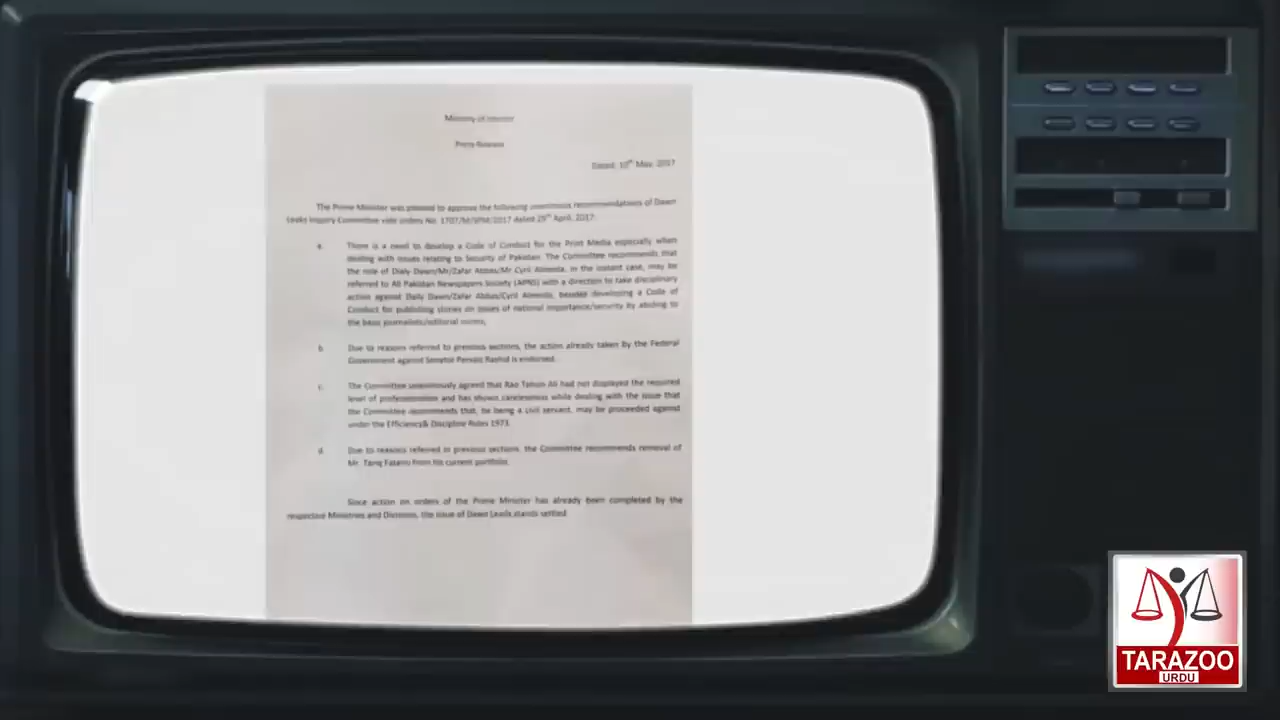 Ministry of Interior
Press Release
Dated: 10th May, 2017
The Prime Minister was pleased to approve the following unanimous recommendations of Dawn
Leaks Inquiry Committee vide orders No. 1707/M/SPM/2017 dated 29th April, 2017:
a. There is a need to develop a Code of Conduct for the Print Media especially when
dealing with issues relating to Security of Pakistan. The Committee recommends that
the role of Dialy Dawn/Mr/Zafar Abbas/Mr Cyril Almeida, in the instant case, may be
referred to All Pakistan Newspapers Society (APNS) with a direction to take disciplinary
action against Daily Dawn/Zafar Abbas/Cyril Almeida, besides developing a Code of
Conduct for publishing stories on issues of national importance/security by abiding to
the basic journalistic/editorial norms;
b. Due to reasons referred to previous sections, the action already taken by the Federal
Government against Senator Pervaiz Rashid is endorsed.
c. The Committee unanimously agreed that Rao Tahsin Ali had not displayed the required
level of professionalism and has shown carelessness while dealing with the issue that
the Committee recommends that, he being a civil servant, may be proceeded against
under the Efficiency& Discipline Rules 1973.
d. Due to reasons referred in previous sections, the Committee recommends removal of
Mr. Tariq Fatemi from his current portfolio.
Since action on orders of the Prime Minister has already been completed by the
respective Ministries and Divisions, the issue of Dawn Leads stands settled
TARAZOO
URDU